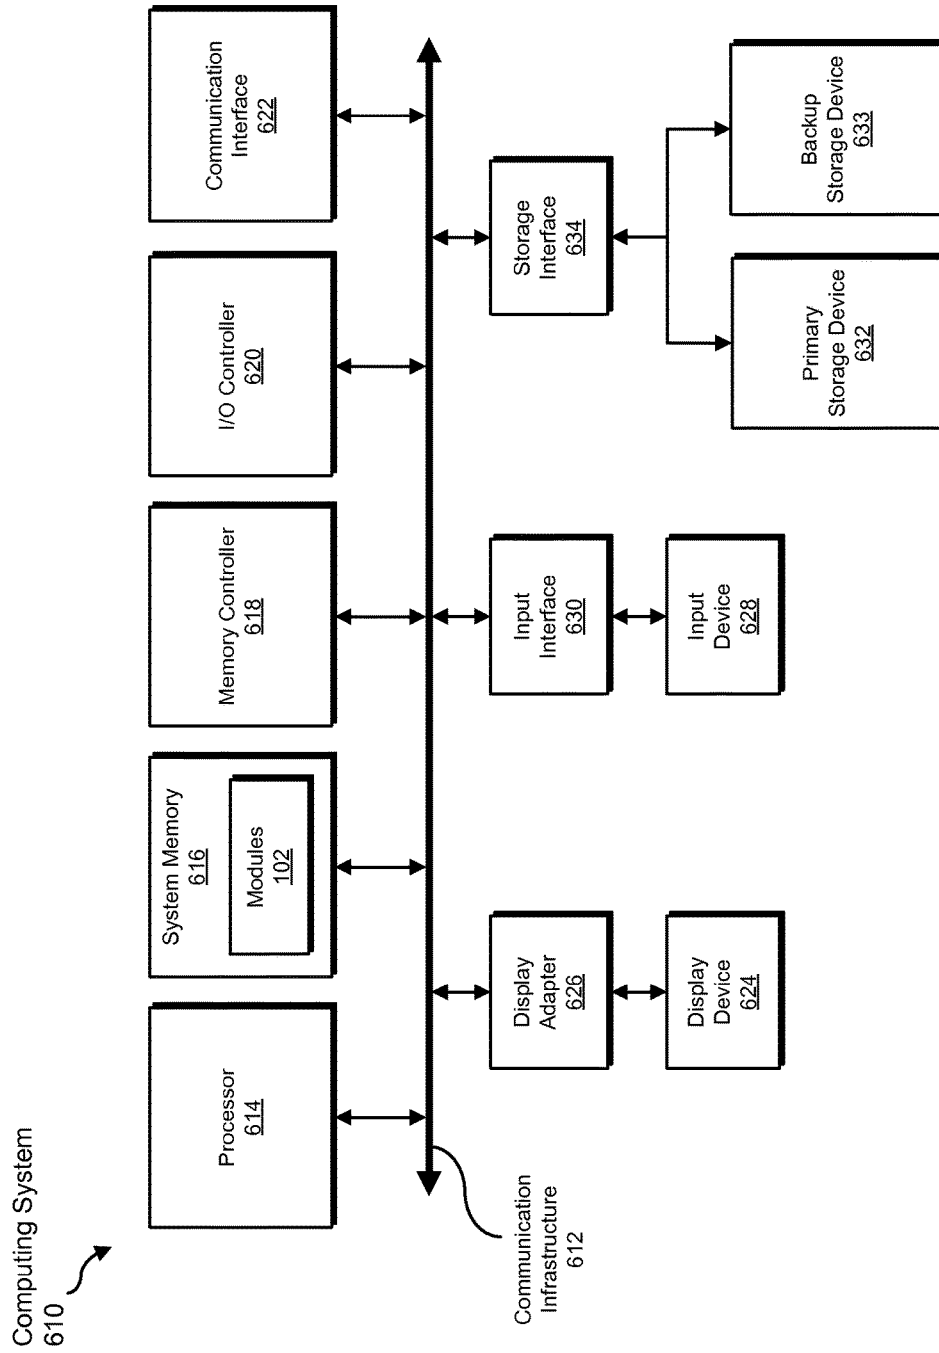 Computing System
610
Processor
614
System Memory
616
Modules
102
Memory Controller
618
I/O Controller
620
Communication
Interface
622
Communication
Infrastructure
612
Display
Adapter
626
Input
Interface
630
Storage
Interface
634
Display
Device
624
Input
Device
628
Primary
Storage Device
632
Backup
Storage Device
633